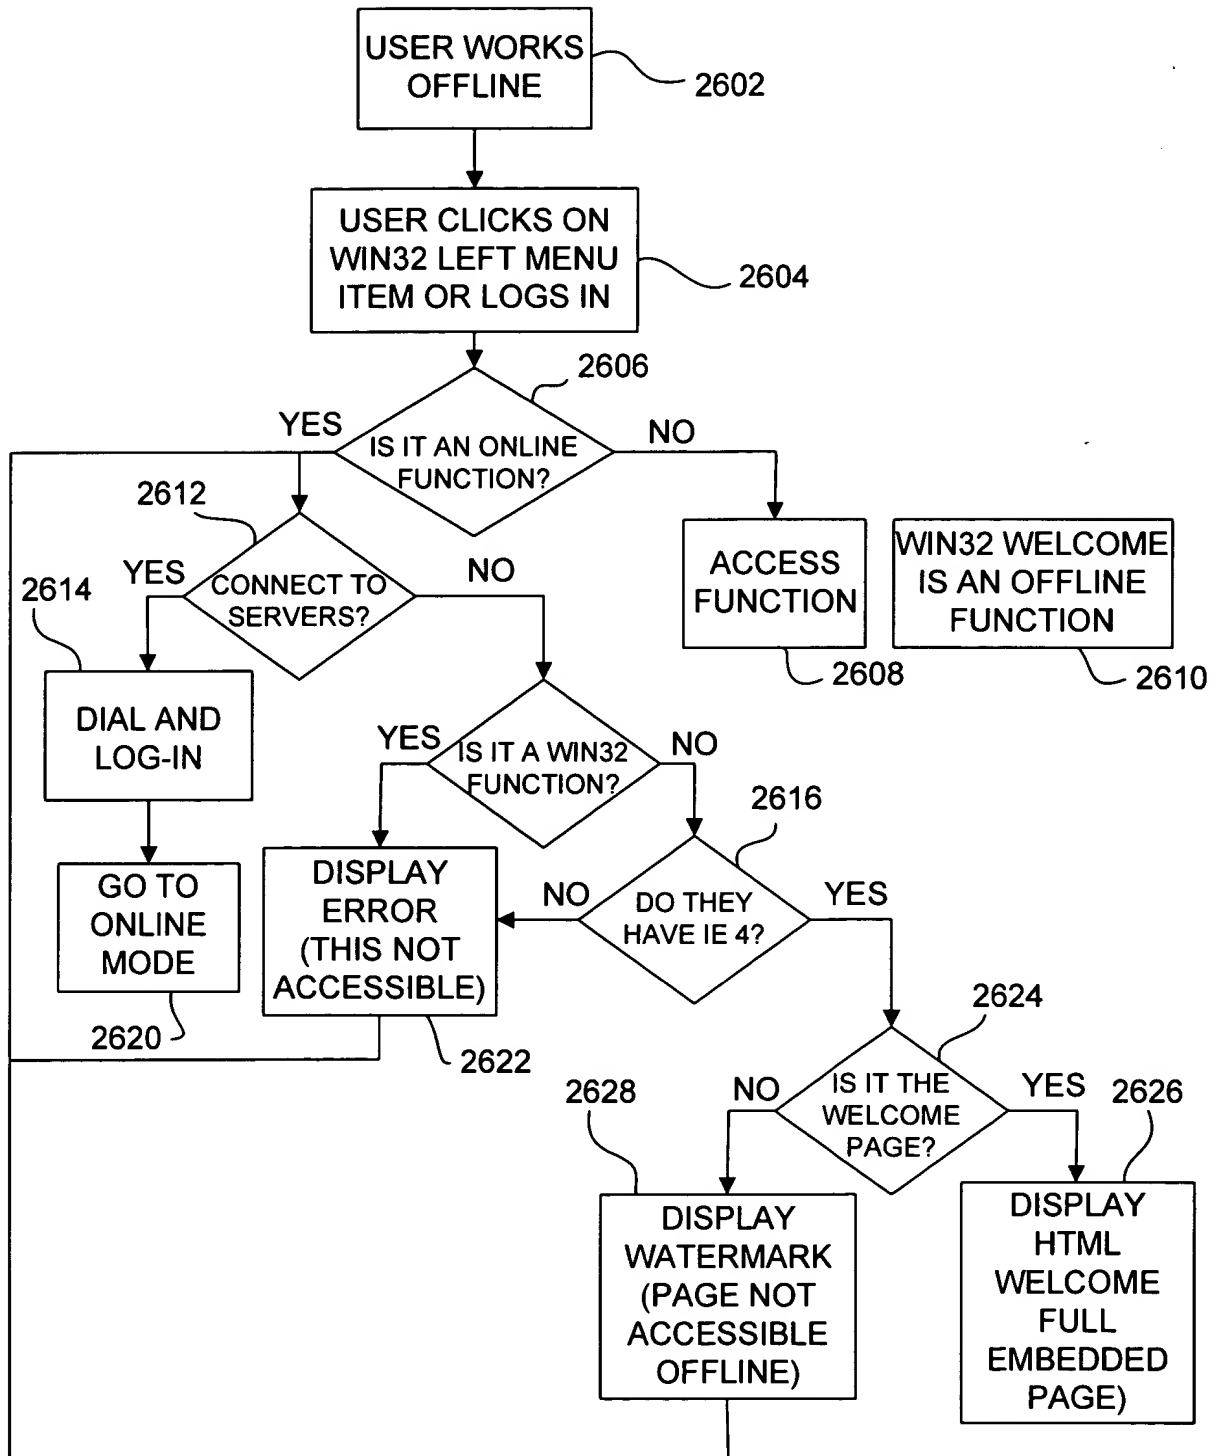 USER WORKS
OFFLINE
2602
USER CLICKS ON
WIN32 LEFT MENU
ITEM OR LOGS IN
2604
2606
YES
IS IT AN ONLINE
FUNCTION?
NO
2612
YES
CONNECT TO
SERVERS?
NO
ACCESS
FUNCTION
2608
WIN32 WELCOME
IS AN OFFLINE
FUNCTION
2610
2614
DIAL AND
LOG-IN
YES
IS IT A WIN32
FUNCTION?
NO
2616
GO TO
ONLINE
MODE
2620
DISPLAY
ERROR
(THIS NOT
ACCESSIBLE)
2622
NO
DO THEY
HAVE IE 4?
YES
2624
NO
IS IT THE
WELCOME
PAGE?
YES
2628
2626
DISPLAY
WATERMARK
(PAGE NOT
ACCESSIBLE
OFFLINE)
DISPLAY
HTML
WELCOME
FULL
EMBEDDED
PAGE)